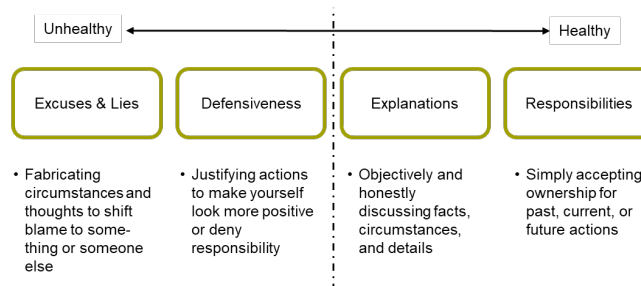 Unhealthy
Healthy
Excuses & Lies
Defensiveness
Explanations
Responsibilities
• Fabricating
circumstances and
thoughts to shift
blame to some-
thing or someone
else
• Justifying actions
to make yourself
look more positive
or deny
responsibility
• Objectively and
honestly
discussing facts,
circumstances,
and details
• Simply accepting
ownership for
past, current, or
future actions